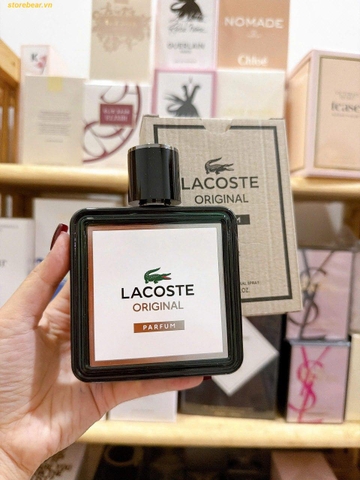 storebear.vn
GUERLAIN
NOMADE
Chloé
LACOSTE
ORIGINAL
LACOSTE
ORIGINAL
PARFUM